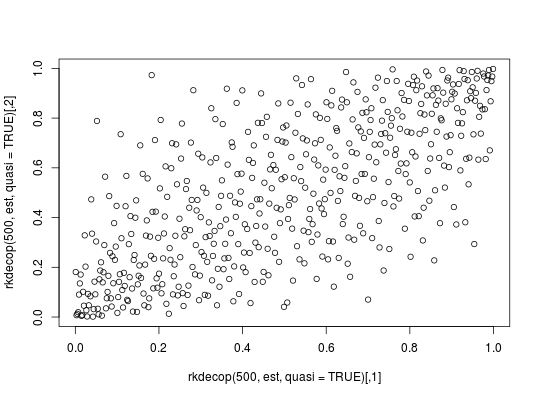 rkdecop(500, est, quasi = TRUE)[,2]
1.0
0.8
0.6
0.4
0.2
0.0
0.0 0.2 0.4 0.6 0.8 1.0
rkdecop(500, est, quasi = TRUE)[,1]